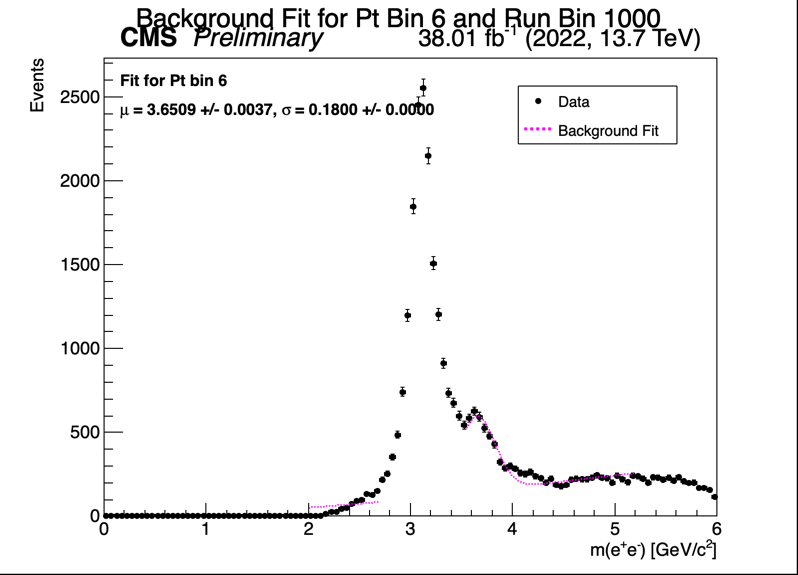 Background Fit for Pt Bin 6 and Run Bin 1000
CMS Preliminary 38.01 fb⁻¹ (2022, 13.7 TeV)
Events
Fit for Pt bin 6
μ = 3.6509 +/- 0.0037, σ = 0.1800 +/- 0.0000
Data
Background Fit
2500
2000
1500
1000
500
0
0 1 2 3 4 5 6
m(e⁺e⁻) [GeV/c²]